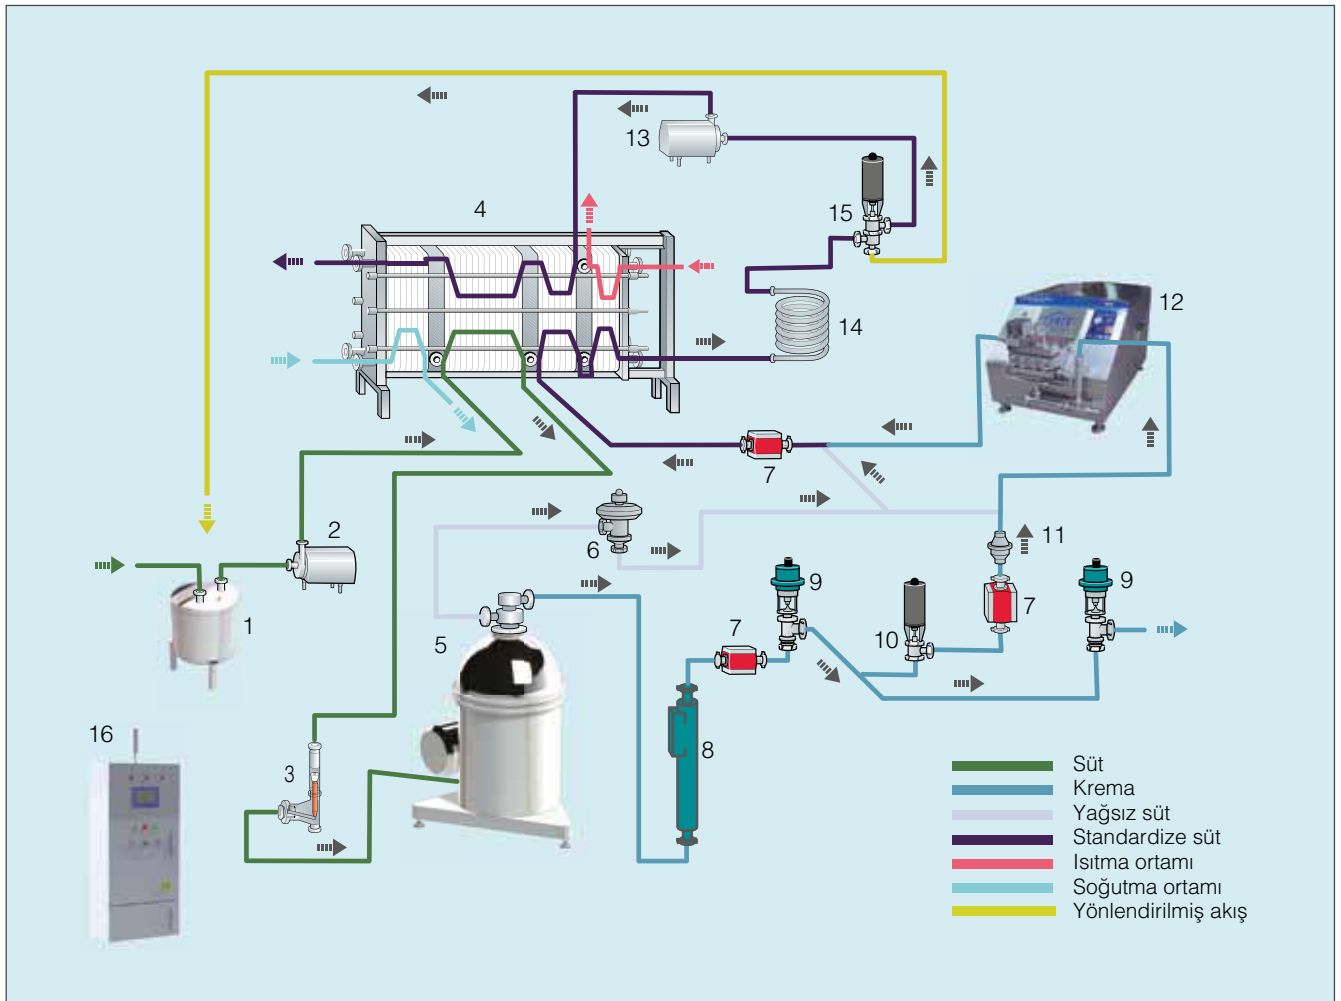 13
4
15
12
14
7
2
6
11
9
9
7
1
5
7
10
16
8
3
Süt
Krema
Yağsız süt
Standardize süt
Isıtma ortamı
Soğutma ortamı
Yönlendirilmiş akış